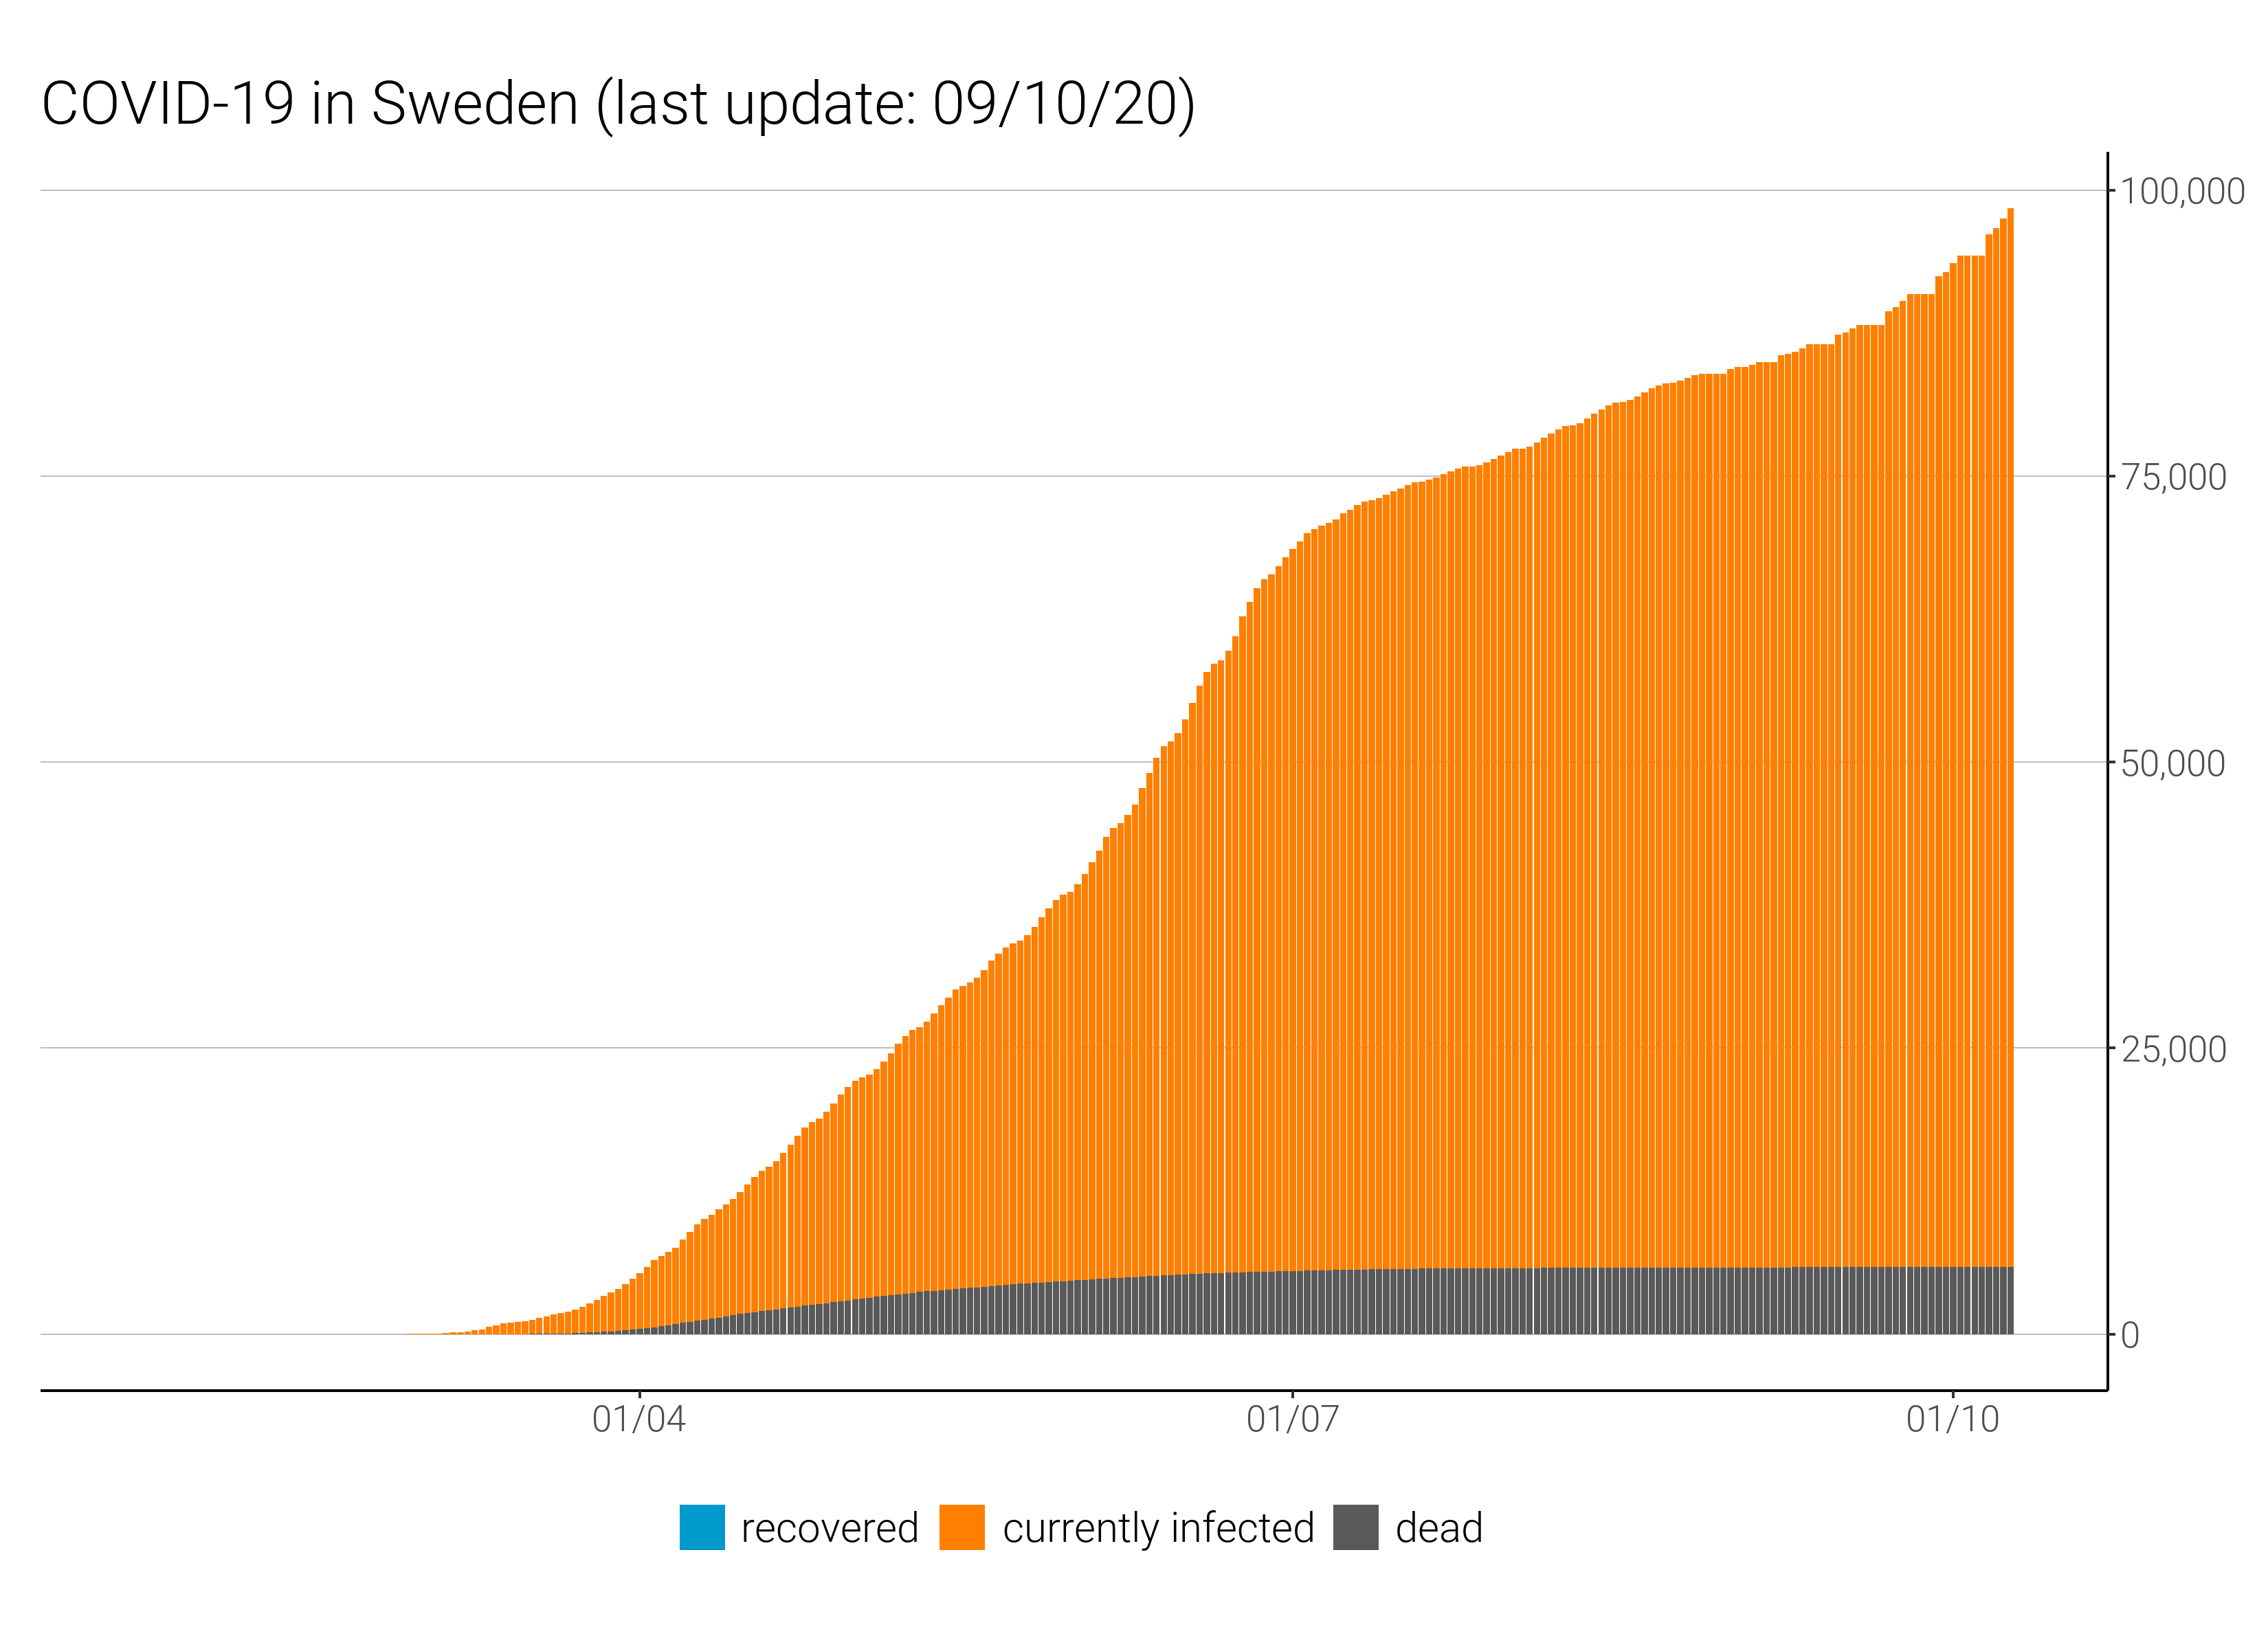 COVID-19 in Sweden (last update: 09/10/20)
100,000
75,000
50,000
25,000
0
01/04 01/07 01/10
recovered currently infected dead